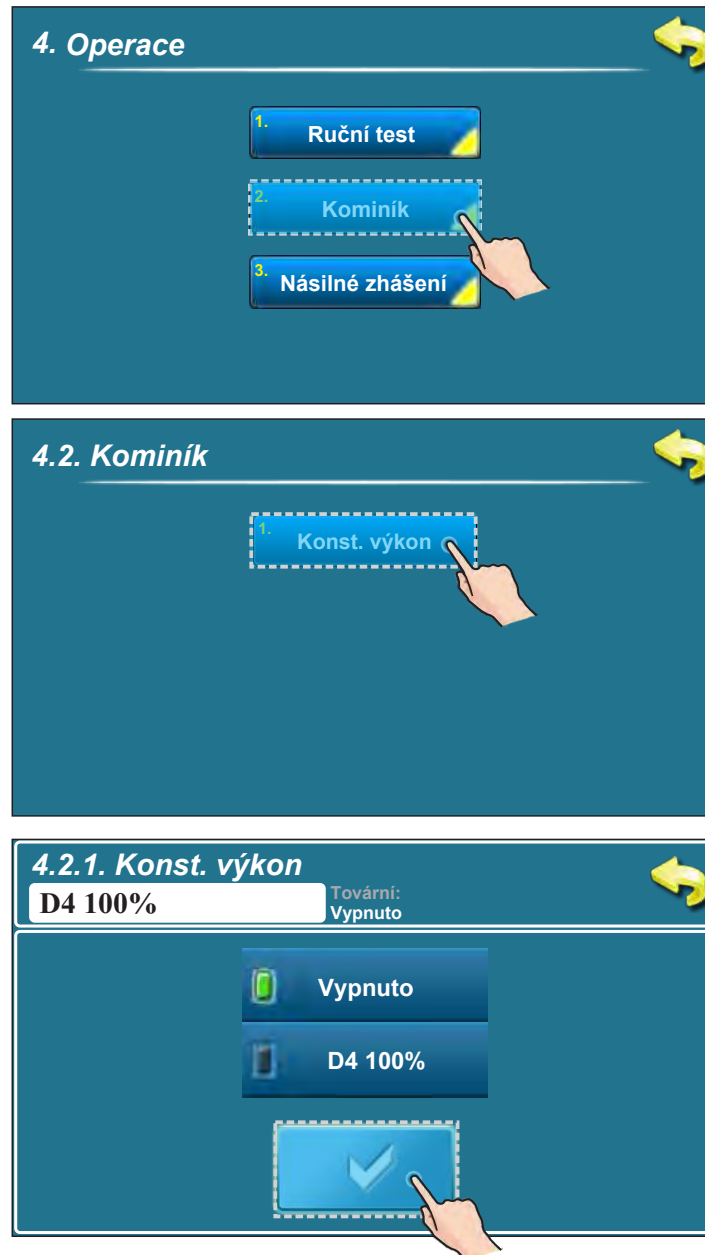 4. Operace
1. Ruční test
2. Kominík
3. Násilné zhášení
4.2. Kominík
1. Konst. výkon
4.2.1. Konst. výkon
D4 100%
Tovární:
Vypnuto
Vypnuto
D4 100%